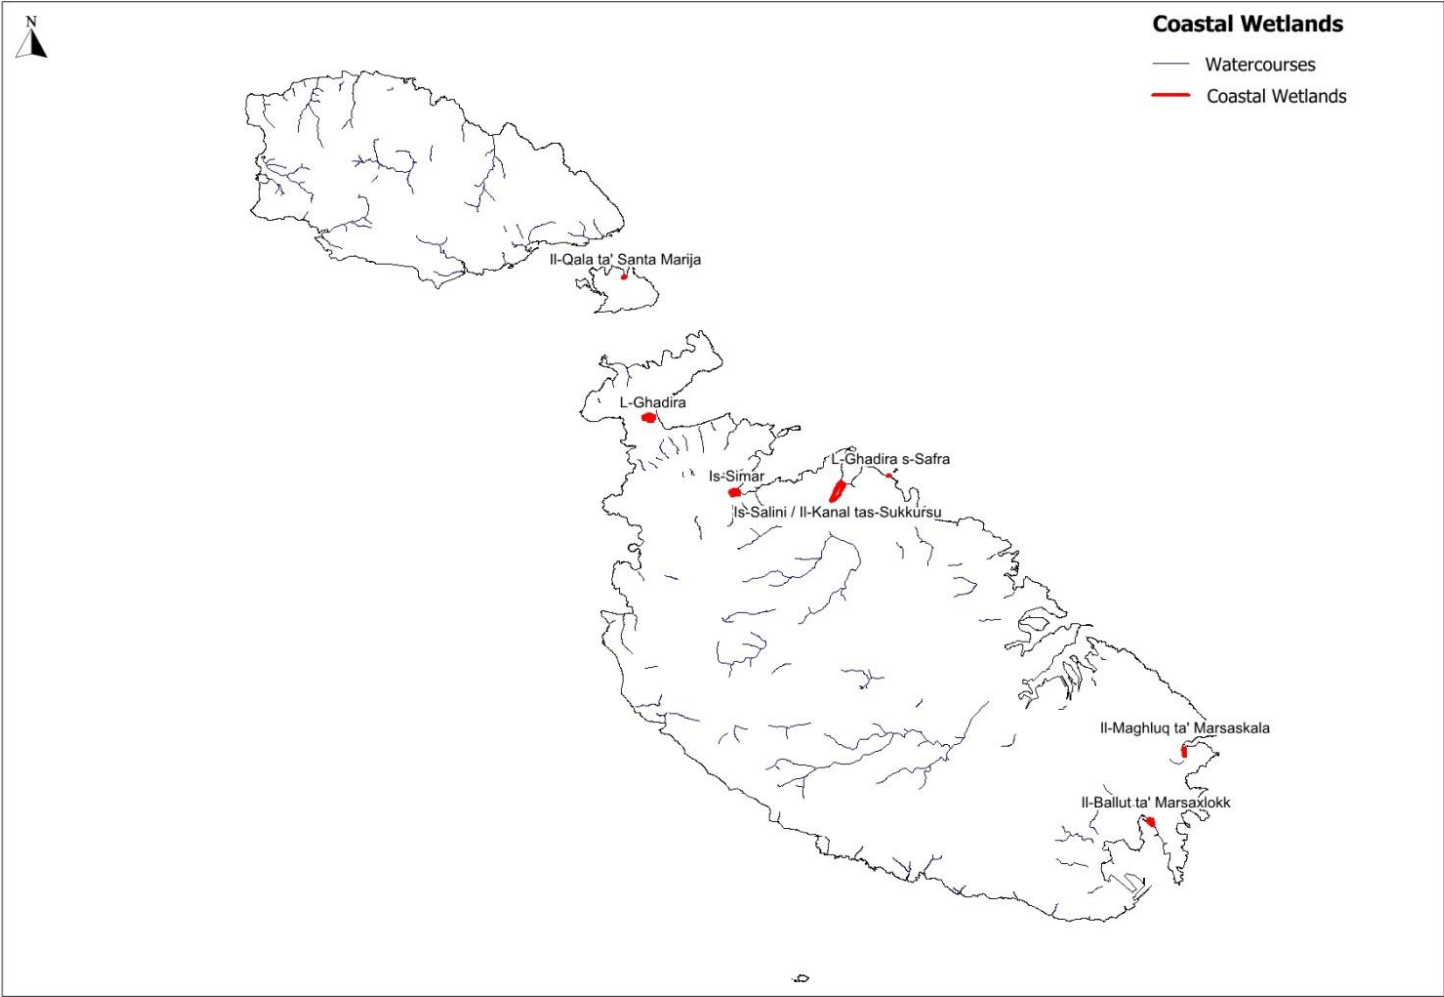 N
Coastal Wetlands
Watercourses
Coastal Wetlands
Il-Qala ta' Santa Marija
L-Ghadira
L-Ghadira s-Safra
Is-Simar
Is-Salini / Il-Kanal tas-Sukkursu
Il-Maghluq ta' Marsaskala
Il-Ballut ta' Marsaxlokk